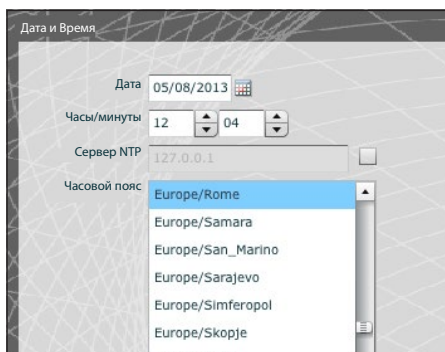 Дата и Время
Дата 05/08/2013
Часы/минуты 12 04
Сервер NTP 127.0.0.1
Часовой пояс Europe/Rome
Europe/Samara
Europe/San_Marino
Europe/Sarajevo
Europe/Simferopol
Europe/Skopje